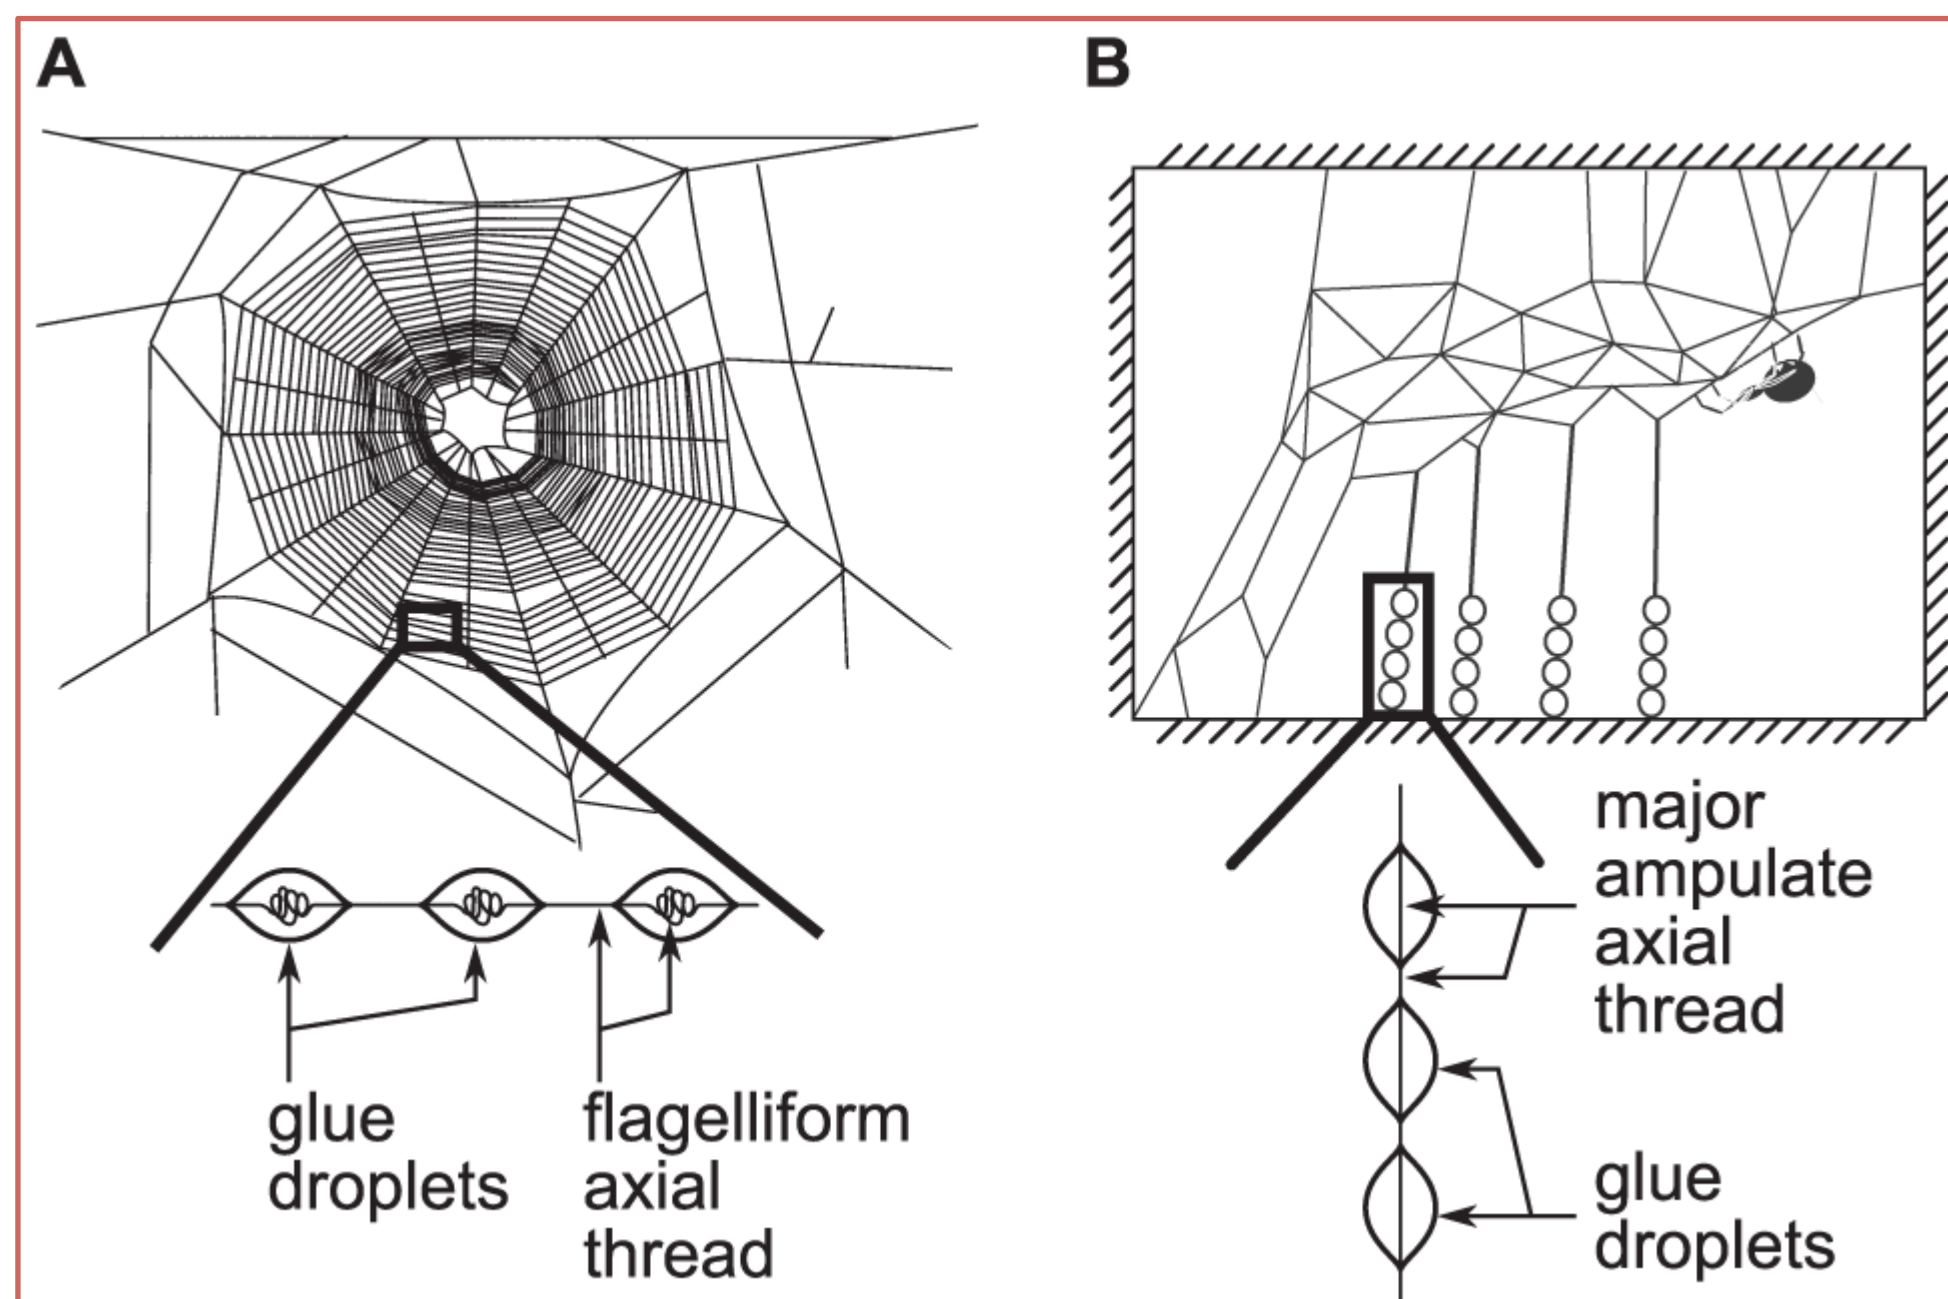 A
B
glue
droplets
flagelliform
axial
thread
major
ampulate
axial
thread
glue
droplets